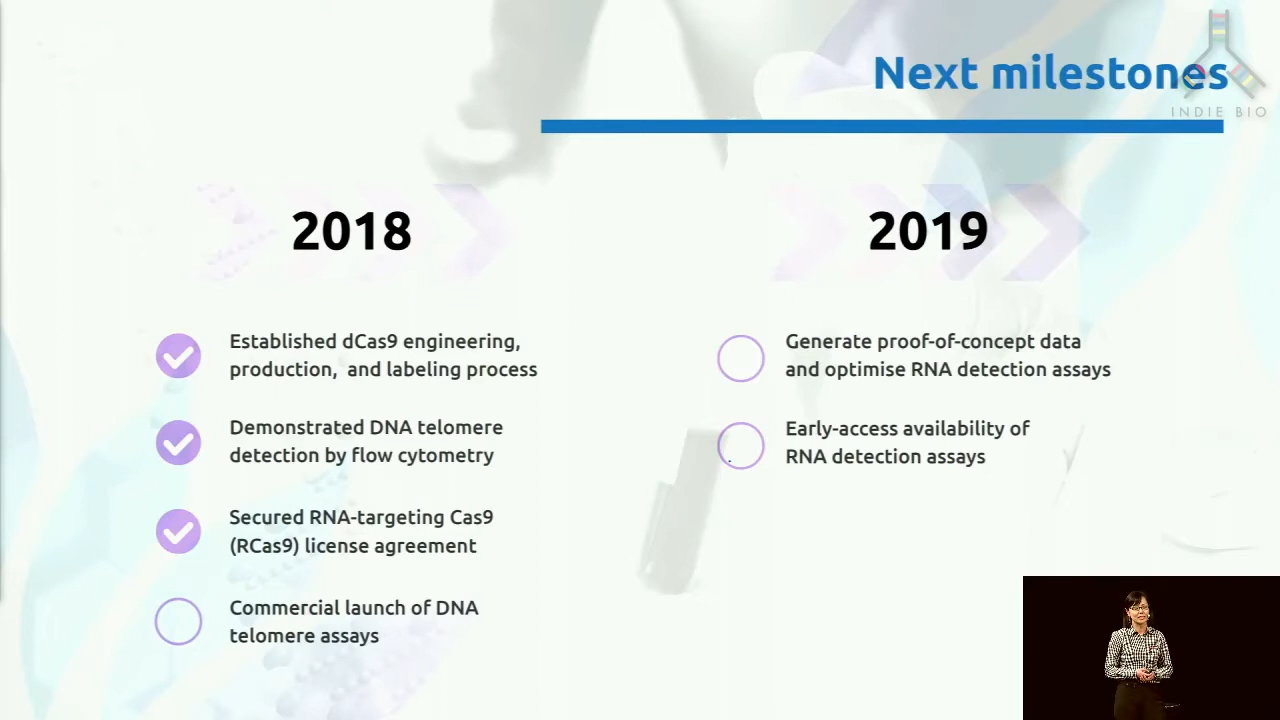 Next milestones
INDIE BIO
2018
2019
Established dCas9 engineering,
production, and labeling process
Demonstrated DNA telomere
detection by flow cytometry
Secured RNA-targeting Cas9
(RCas9) license agreement
Commercial launch of DNA
telomere assays
Generate proof-of-concept data
and optimise RNA detection assays
Early-access availability of
RNA detection assays